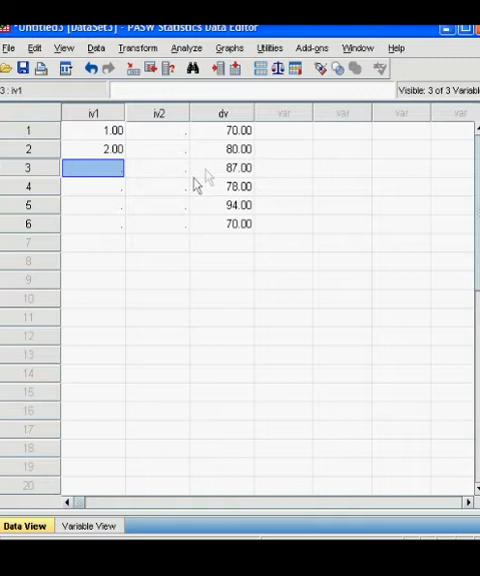 *Untitled3 [DataSet3] - PASW Statistics Data Editor
File Edit View Data Transform Analyze Graphs Utilities Add-ons Window Help
3 : iv1 Visible: 3 of 3 Variabl
iv1 iv2 dv var var var var
1 1.00 . 70.00
2 2.00 . 80.00
3 . . 87.00
4 . . 78.00
5 . . 94.00
6 . . 70.00
7
8
9
10
11
12
13
14
15
16
17
18
19
20
Data View Variable View